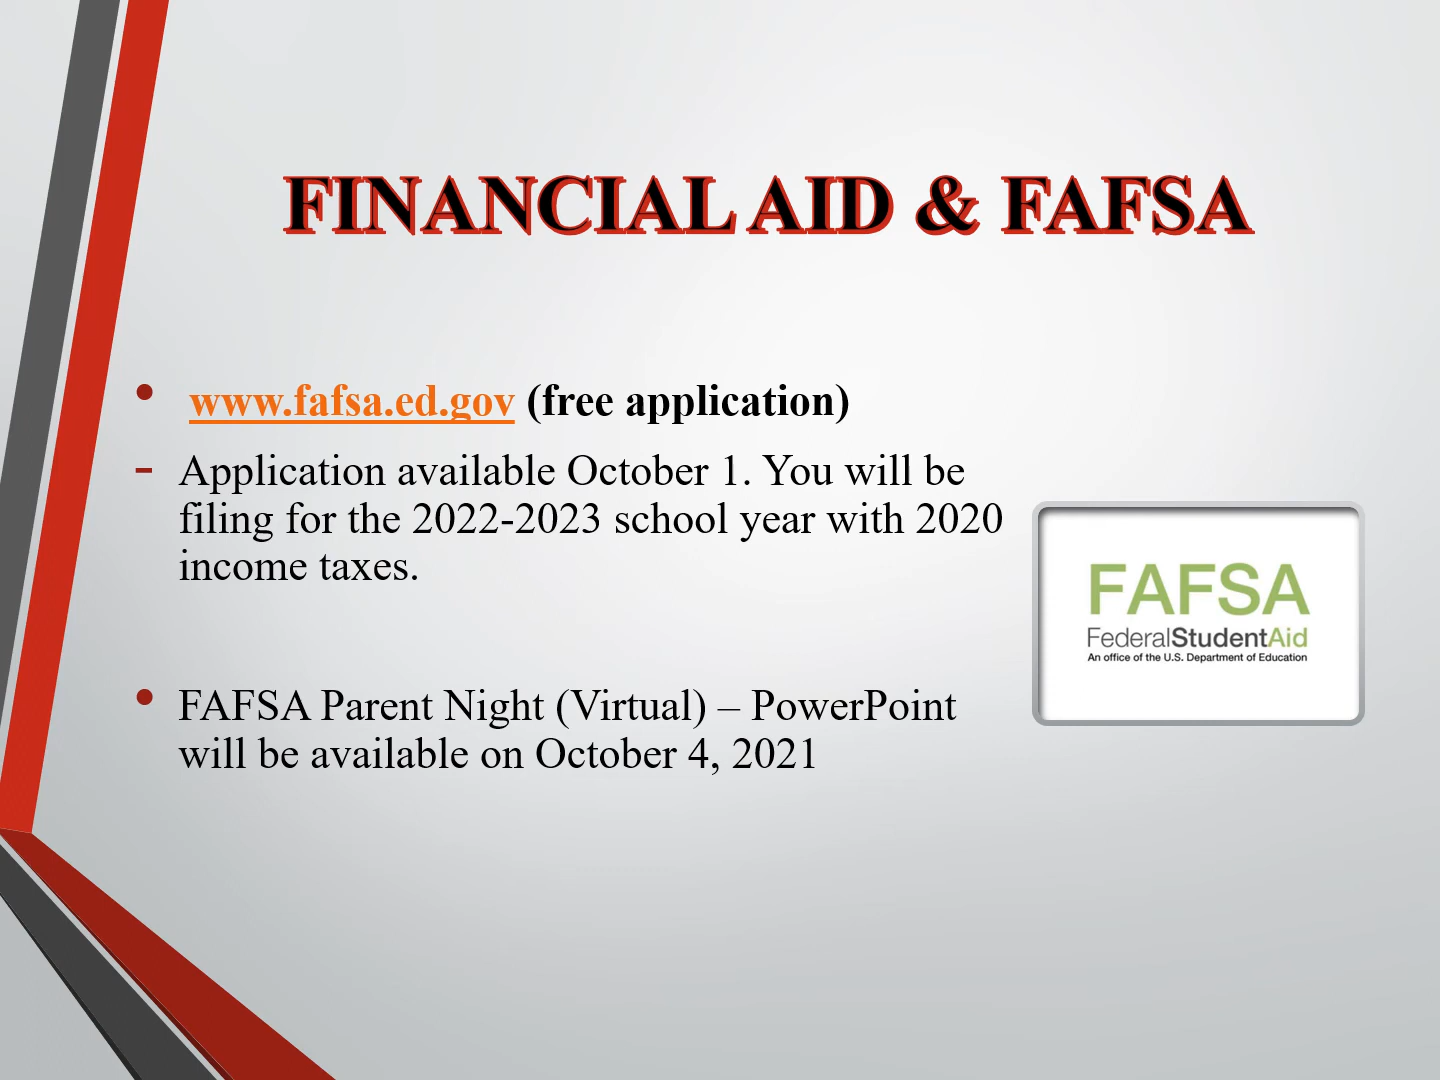 FINANCIAL AID & FAFSA
• www.fafsa.ed.gov (free application)
- Application available October 1. You will be
filing for the 2022-2023 school year with 2020
income taxes.
• FAFSA Parent Night (Virtual) – PowerPoint
will be available on October 4, 2021
FAFSA
FederalStudentAid
An office of the U.S. Department of Education